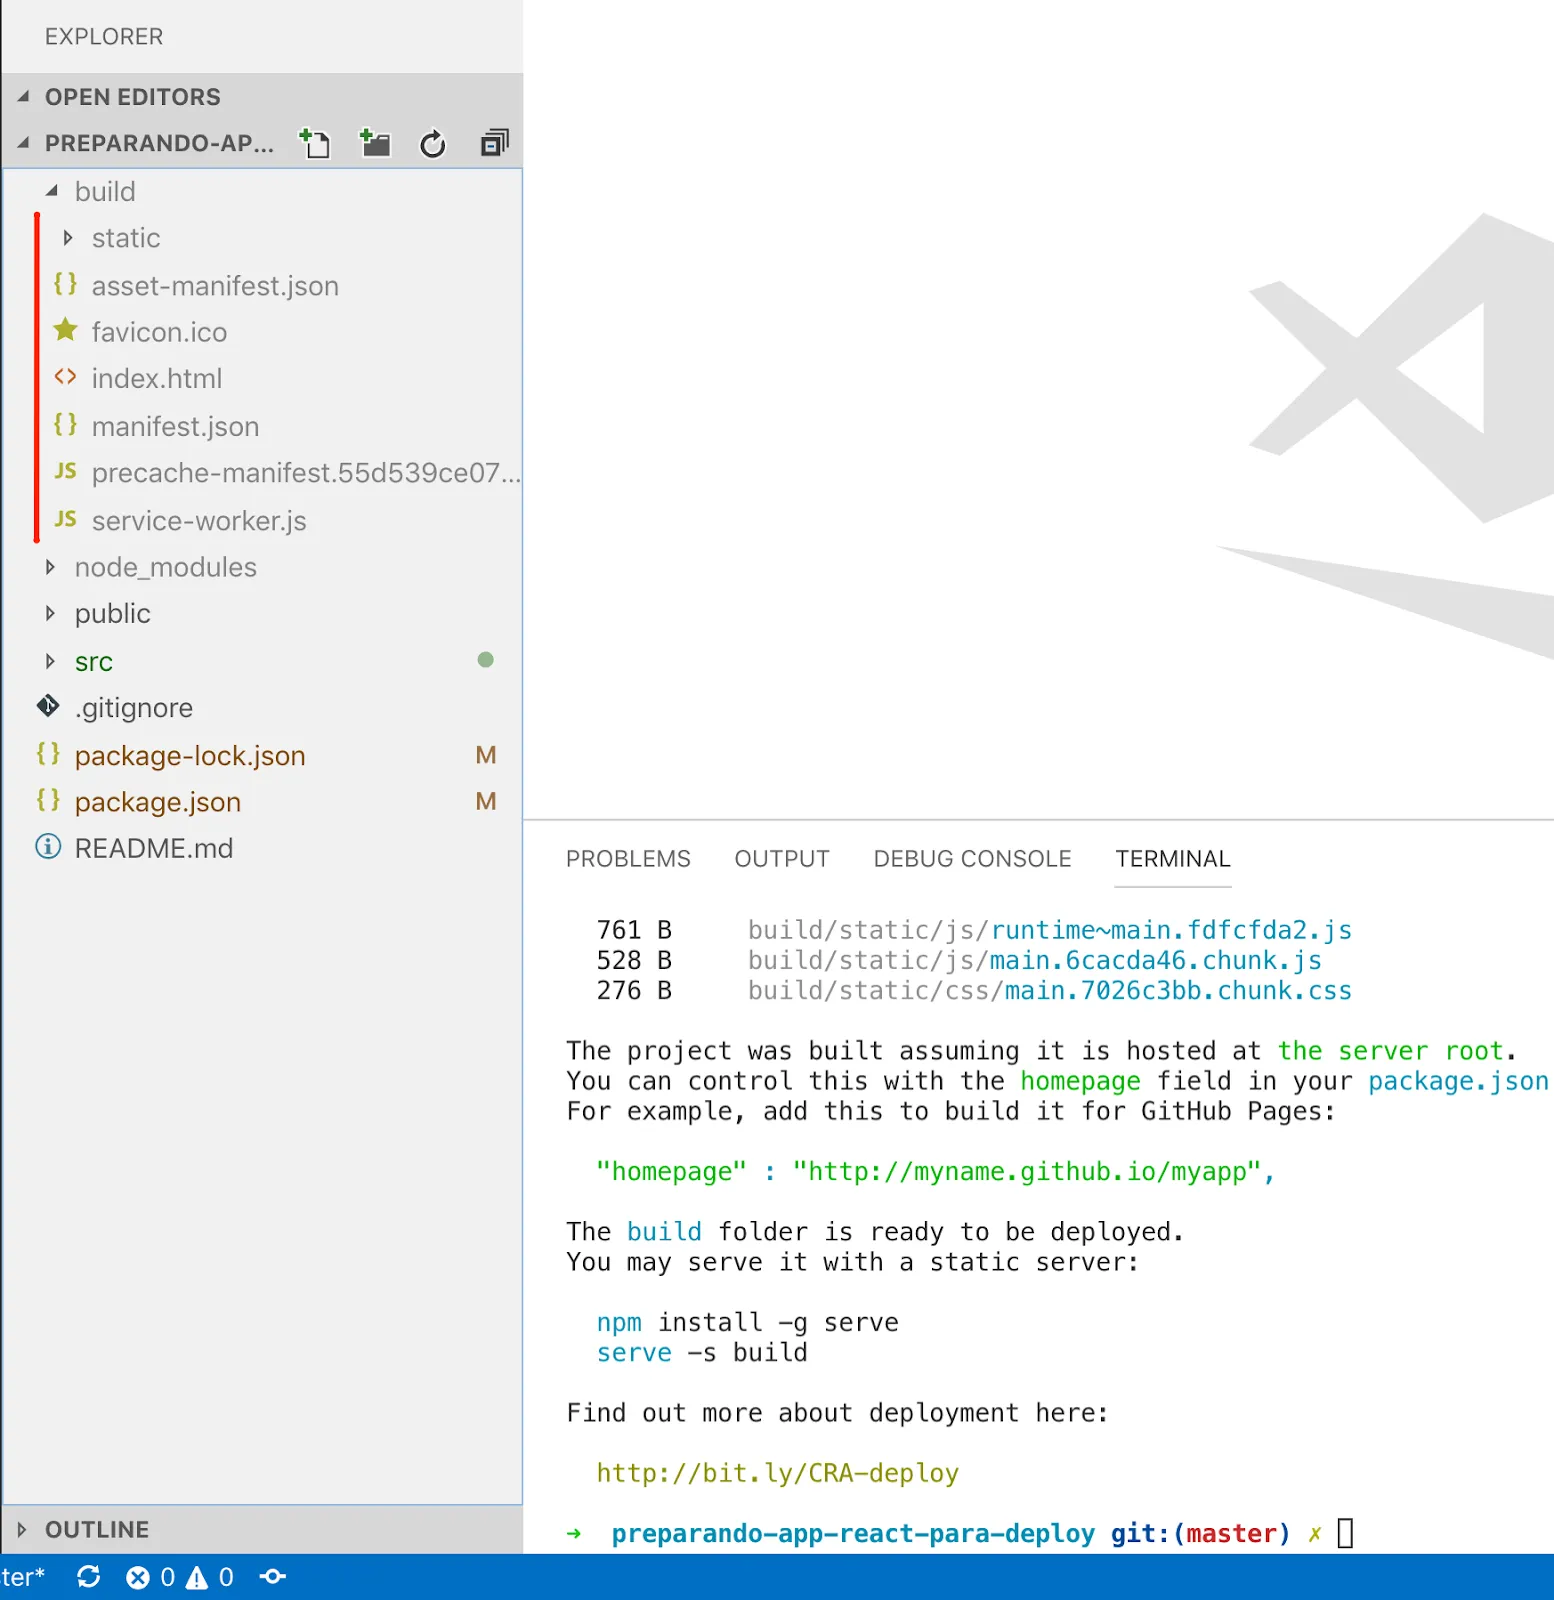 EXPLORER
OPEN EDITORS
PREPARANDO-AP...
build
static
{} asset-manifest.json
favicon.ico
<> index.html
{} manifest.json
JS precache-manifest.55d539ce07...
JS service-worker.js
node_modules
public
src
.gitignore
{} package-lock.json M
{} package.json M
README.md
OUTLINE
PROBLEMS OUTPUT DEBUG CONSOLE TERMINAL
761 B build/static/js/runtime~main.fdfcfda2.js
528 B build/static/js/main.6cacda46.chunk.js
276 B build/static/css/main.7026c3bb.chunk.css
The project was built assuming it is hosted at the server root.
You can control this with the homepage field in your package.json
For example, add this to build it for GitHub Pages:
"homepage" : "http://myname.github.io/myapp",
The build folder is ready to be deployed.
You may serve it with a static server:
npm install -g serve
serve -s build
Find out more about deployment here:
http://bit.ly/CRA-deploy
➜ preparando-app-react-para-deploy git:(master) ✗
ter* 0 0